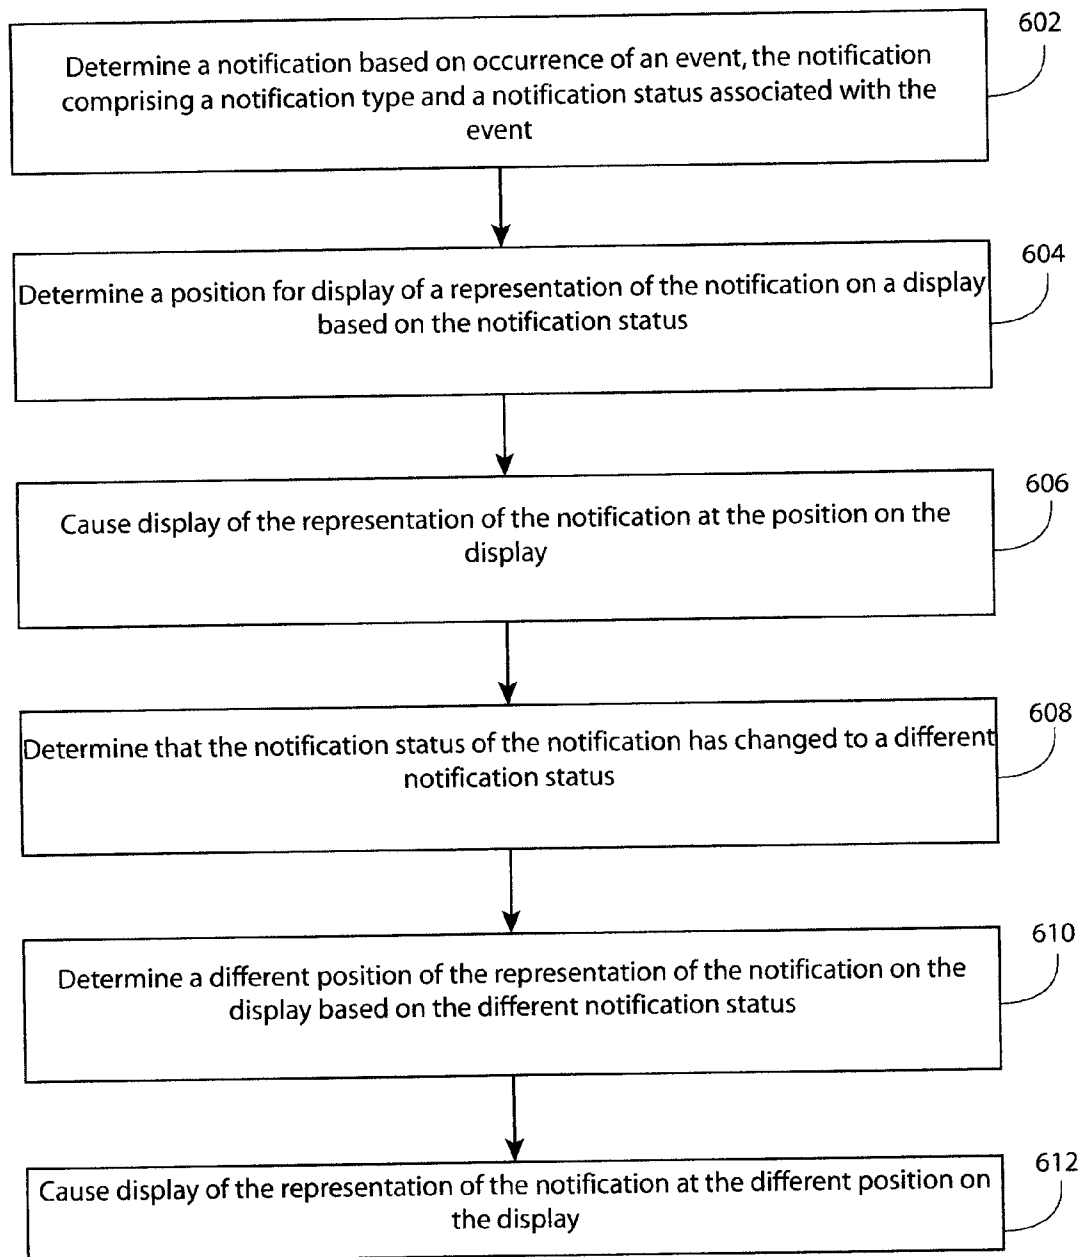 602
Determine a notification based on occurrence of an event, the notification
comprising a notification type and a notification status associated with the
event
604
Determine a position for display of a representation of the notification on a display
based on the notification status
606
Cause display of the representation of the notification at the position on the
display
608
Determine that the notification status of the notification has changed to a different
notification status
610
Determine a different position of the representation of the notification on the
display based on the different notification status
612
Cause display of the representation of the notification at the different position on
the display